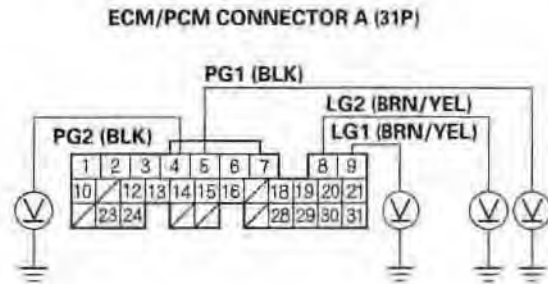 ECM/PCM CONNECTOR A (31P)
PG1 (BLK)
LG2 (BRN/YEL)
PG2 (BLK)
LG1 (BRN/YEL)
1 2 3 4 5 6 7 8 9
10 12 13 14 15 16 18 19 20 21
23 24 28 29 30 31
V V V V